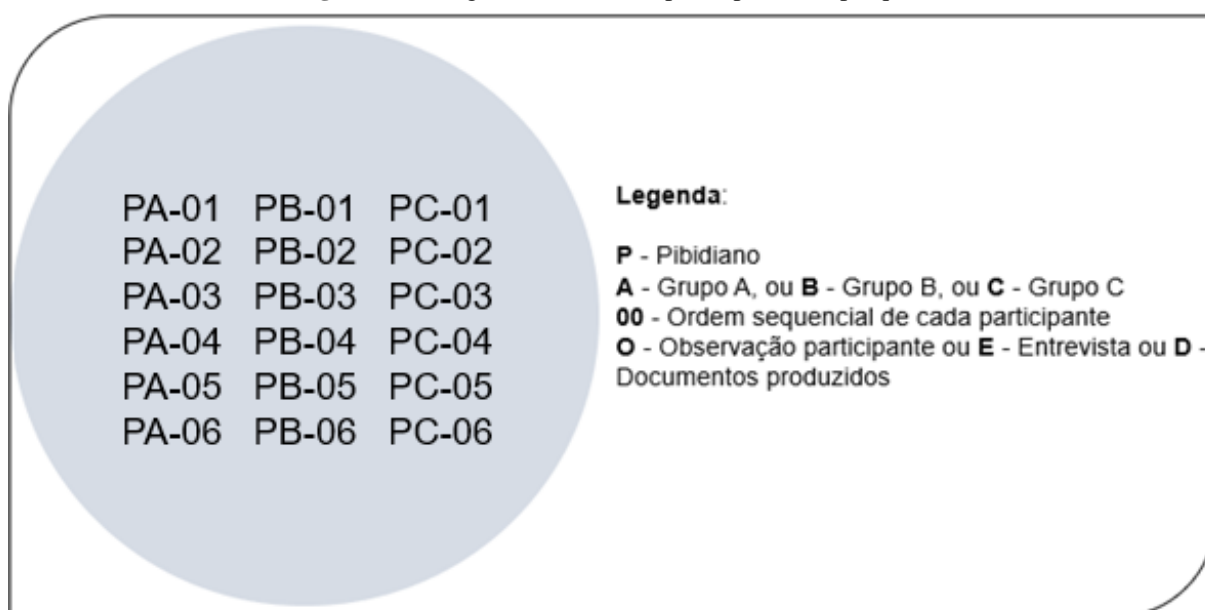 PA-01 PB-01 PC-01
PA-02 PB-02 PC-02
PA-03 PB-03 PC-03
PA-04 PB-04 PC-04
PA-05 PB-05 PC-05
PA-06 PB-06 PC-06
Legenda:
P - Pibidiano
A - Grupo A, ou B - Grupo B, ou C - Grupo C
00 - Ordem sequencial de cada participante
O - Observação participante ou E - Entrevista ou D -
Documentos produzidos